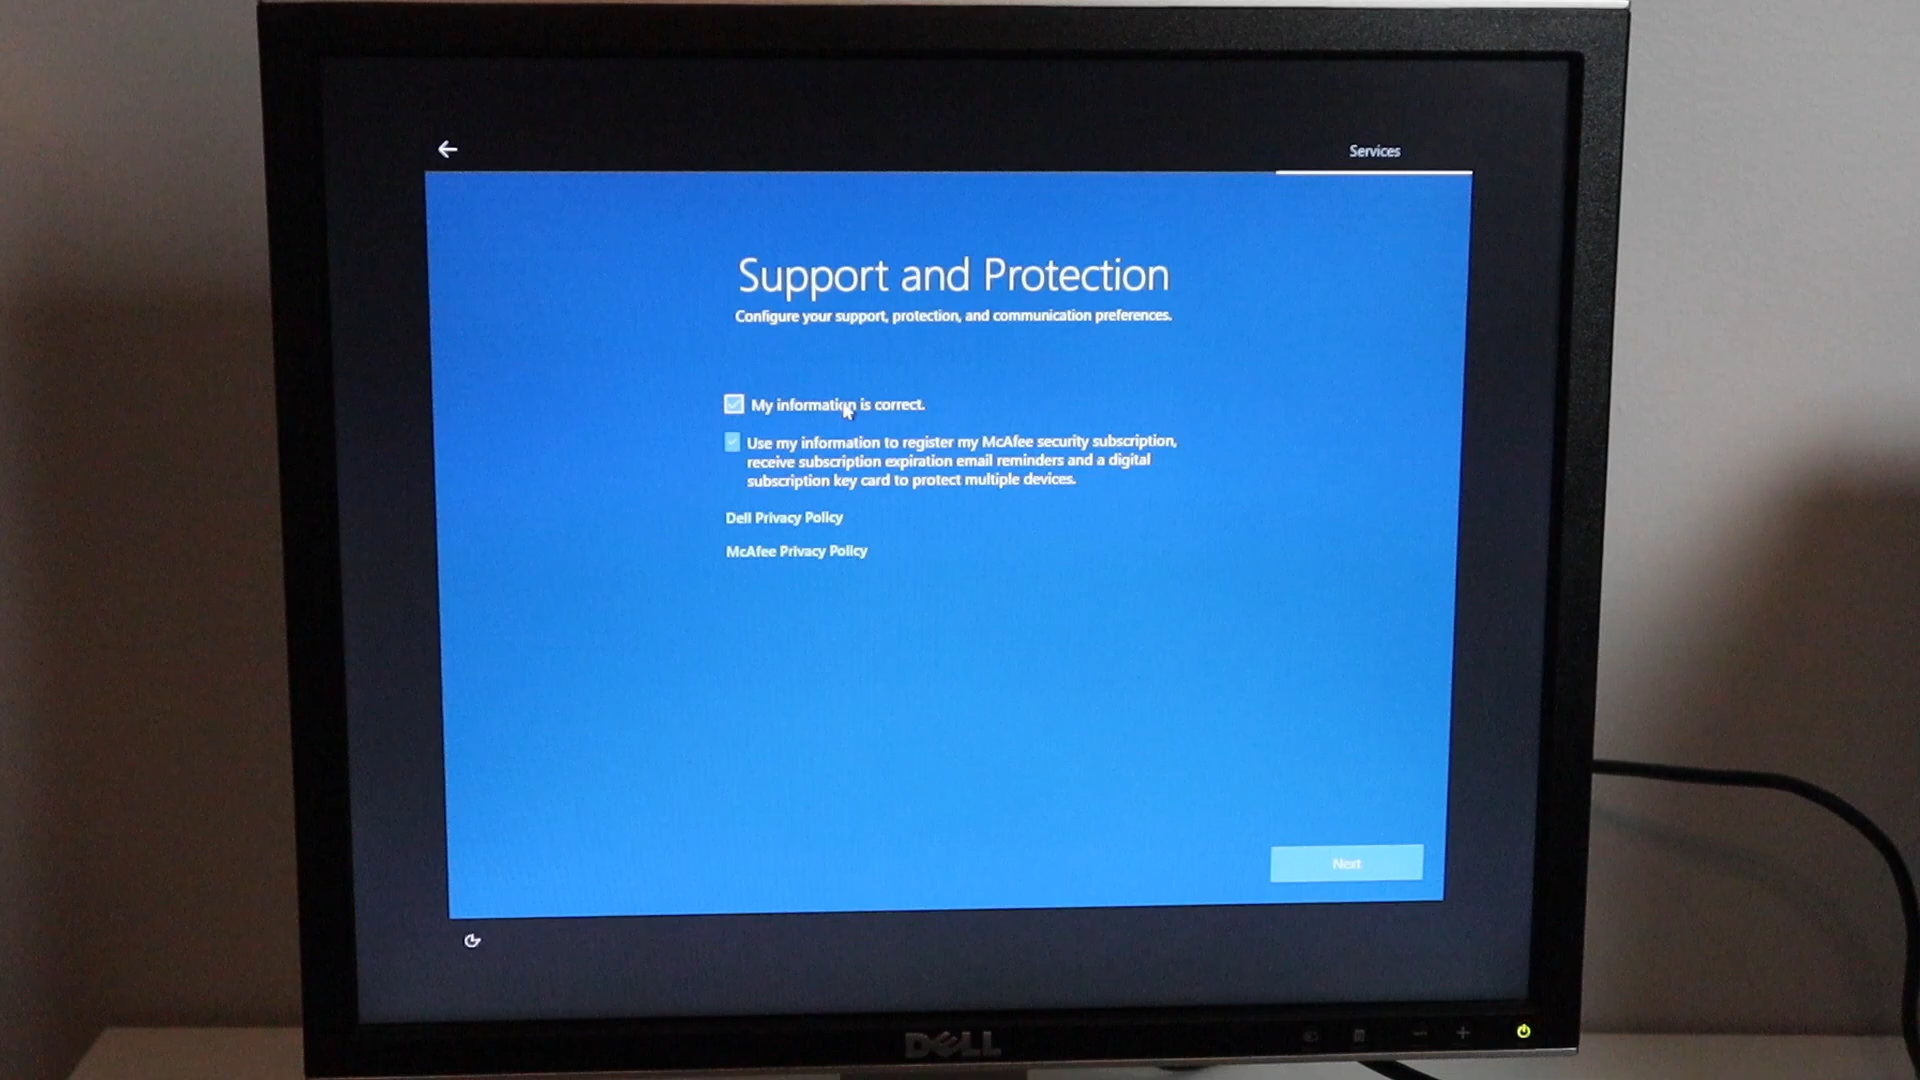 Services
Support and Protection
Configure your support, protection, and communication preferences.
My information is correct.
Use my information to register my McAfee security subscription,
receive subscription expiration email reminders and a digital
subscription key card to protect multiple devices.
Dell Privacy Policy
McAfee Privacy Policy
Next
DELL